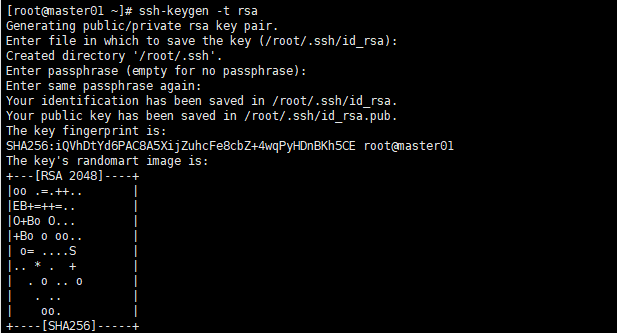 [root@master01 ~]# ssh-keygen -t rsa
Generating public/private rsa key pair.
Enter file in which to save the key (/root/.ssh/id_rsa):
Created directory '/root/.ssh'.
Enter passphrase (empty for no passphrase):
Enter same passphrase again:
Your identification has been saved in /root/.ssh/id_rsa.
Your public key has been saved in /root/.ssh/id_rsa.pub.
The key fingerprint is:
SHA256:iQVhDtYd6PAC8A5XijZuhcFe8cbZ+4wqPyHDnBKh5CE root@master01
The key's randomart image is:
+---[RSA 2048]----+
|oo .=.++..       |
|EB+=++=..        |
|O+Bo O...        |
|+Bo o oo..       |
| o= ....S        |
|.. * .  +        |
|  . o .. o       |
|   . ..          |
|    oo.          |
+----[SHA256]-----+